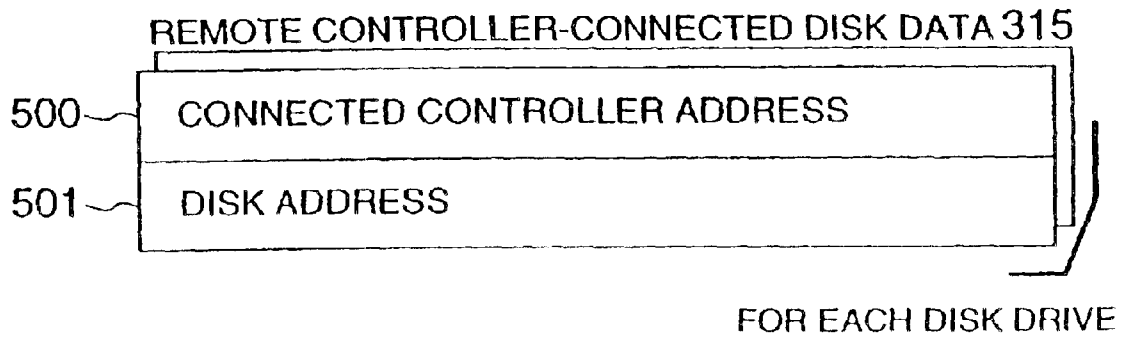 REMOTE CONTROLLER-CONNECTED DISK DATA 315
500 CONNECTED CONTROLLER ADDRESS
501 DISK ADDRESS
FOR EACH DISK DRIVE